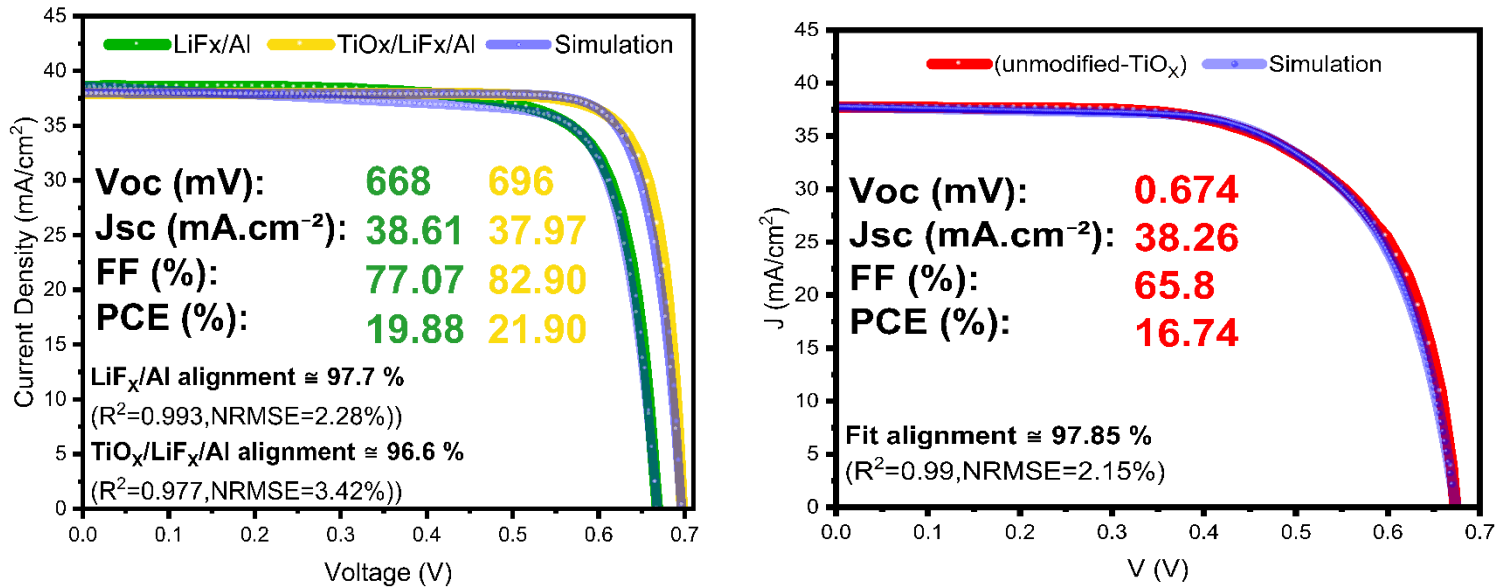 LiFx/Al TiOx/LiFx/Al Simulation
45
40
35
30
25
20
15
10
5
0
Current Density (mA/cm²)
Voc (mV): 668 696
Jsc (mA.cm⁻²): 38.61 37.97
FF (%): 77.07 82.90
PCE (%): 19.88 21.90
LiFX/Al alignment ≅ 97.7 %
(R²=0.993,NRMSE=2.28%))
TiOX/LiFX/Al alignment ≅ 96.6 %
(R²=0.977,NRMSE=3.42%))
0.0 0.1 0.2 0.3 0.4 0.5 0.6 0.7
Voltage (V)
(unmodified-TiOX) Simulation
45
40
35
30
25
20
15
10
5
0
J (mA/cm²)
Voc (mV): 0.674
Jsc (mA.cm⁻²): 38.26
FF (%): 65.8
PCE (%): 16.74
Fit alignment ≅ 97.85 %
(R²=0.99,NRMSE=2.15%)
0.0 0.1 0.2 0.3 0.4 0.5 0.6 0.7
V (V)